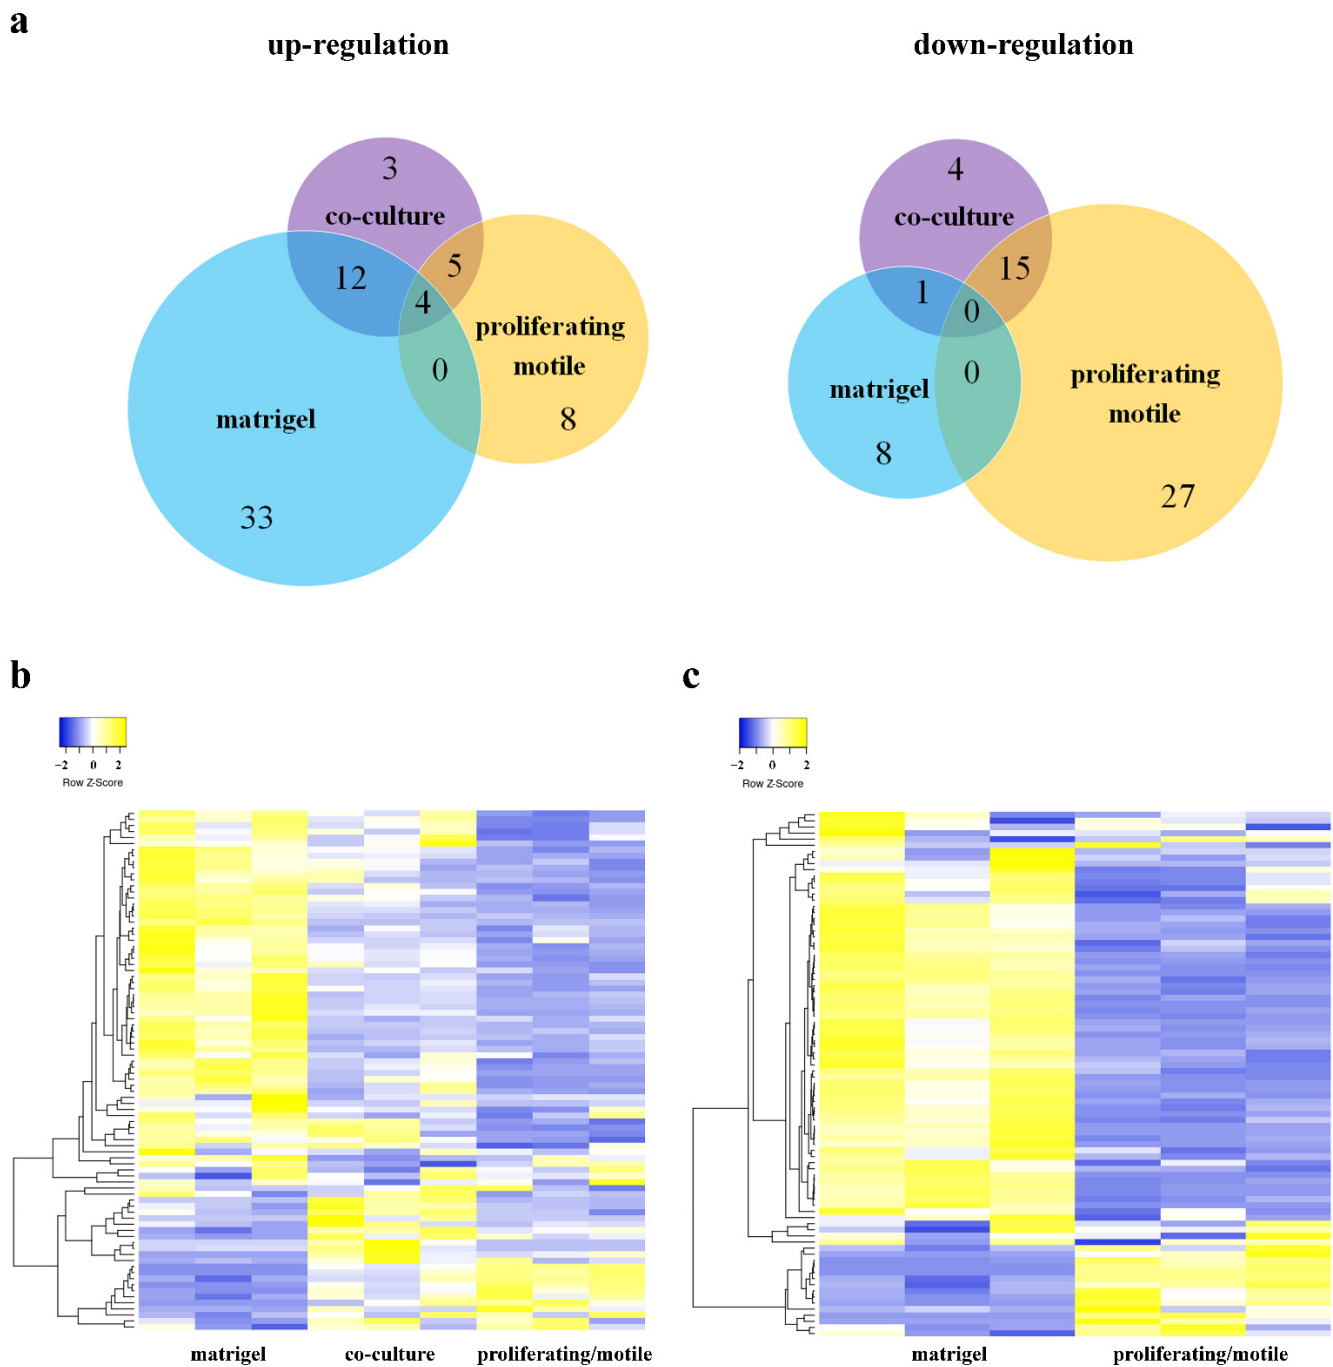 a
up-regulation
down-regulation
3
co-culture
12
5
4
0
proliferating
motile
8
matrigel
33
4
co-culture
15
1
0
0
matrigel
8
proliferating
motile
27
b
c
−2 0 2
Row Z-Score
−2 0 2
Row Z-Score
matrigel co-culture proliferating/motile
matrigel proliferating/motile